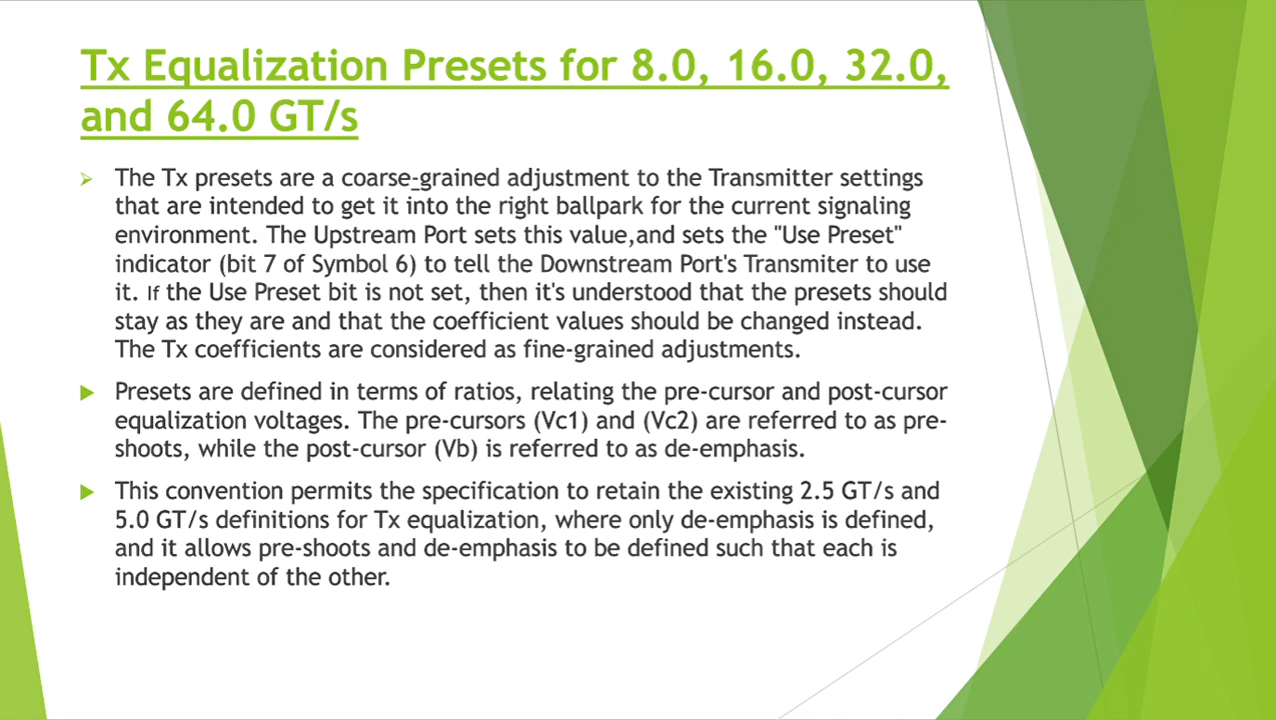 Tx Equalization Presets for 8.0, 16.0, 32.0,
and 64.0 GT/s
The Tx presets are a coarse-grained adjustment to the Transmitter settings
that are intended to get it into the right ballpark for the current signaling
environment. The Upstream Port sets this value,and sets the "Use Preset"
indicator (bit 7 of Symbol 6) to tell the Downstream Port's Transmiter to use
it. If the Use Preset bit is not set, then it's understood that the presets should
stay as they are and that the coefficient values should be changed instead.
The Tx coefficients are considered as fine-grained adjustments.
Presets are defined in terms of ratios, relating the pre-cursor and post-cursor
equalization voltages. The pre-cursors (Vc1) and (Vc2) are referred to as pre-
shoots, while the post-cursor (Vb) is referred to as de-emphasis.
This convention permits the specification to retain the existing 2.5 GT/s and
5.0 GT/s definitions for Tx equalization, where only de-emphasis is defined,
and it allows pre-shoots and de-emphasis to be defined such that each is
independent of the other.